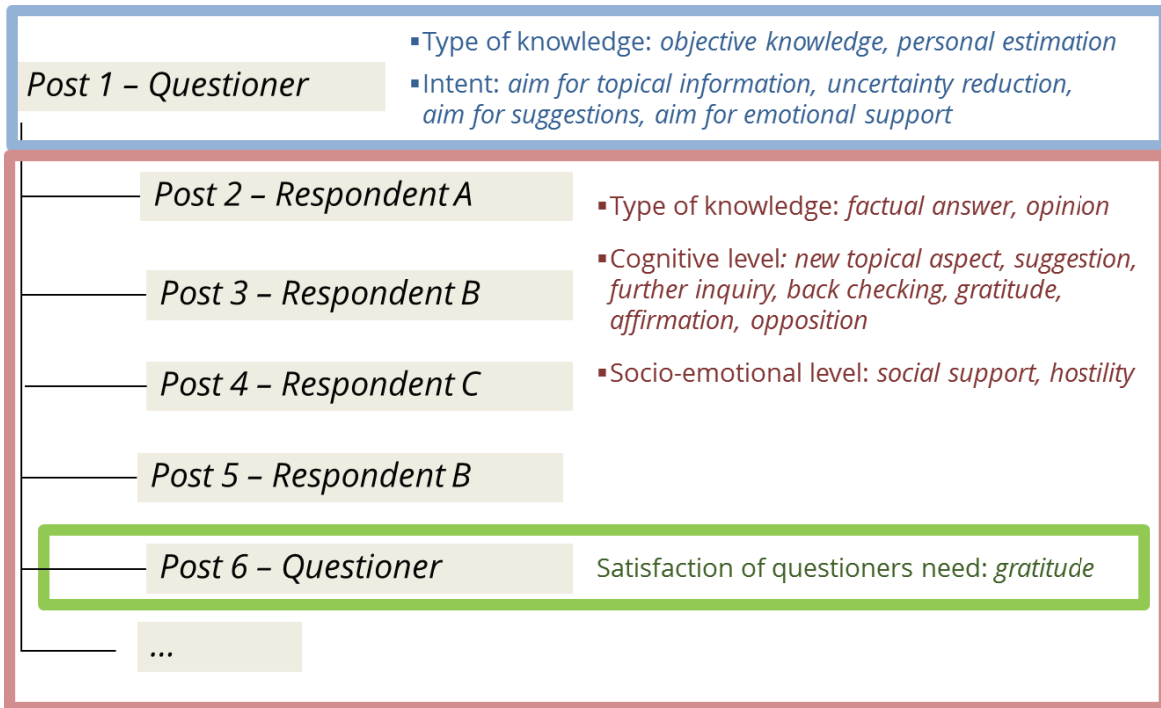 ▪Type of knowledge: objective knowledge, personal estimation
Post 1 – Questioner
▪Intent: aim for topical information, uncertainty reduction,
aim for suggestions, aim for emotional support
Post 2 – Respondent A
▪Type of knowledge: factual answer, opinion
▪Cognitive level: new topical aspect, suggestion,
further inquiry, back checking, gratitude,
affirmation, opposition
Post 3 – Respondent B
Post 4 – Respondent C
▪Socio-emotional level: social support, hostility
Post 5 – Respondent B
Post 6 – Questioner
Satisfaction of questioners need: gratitude
...